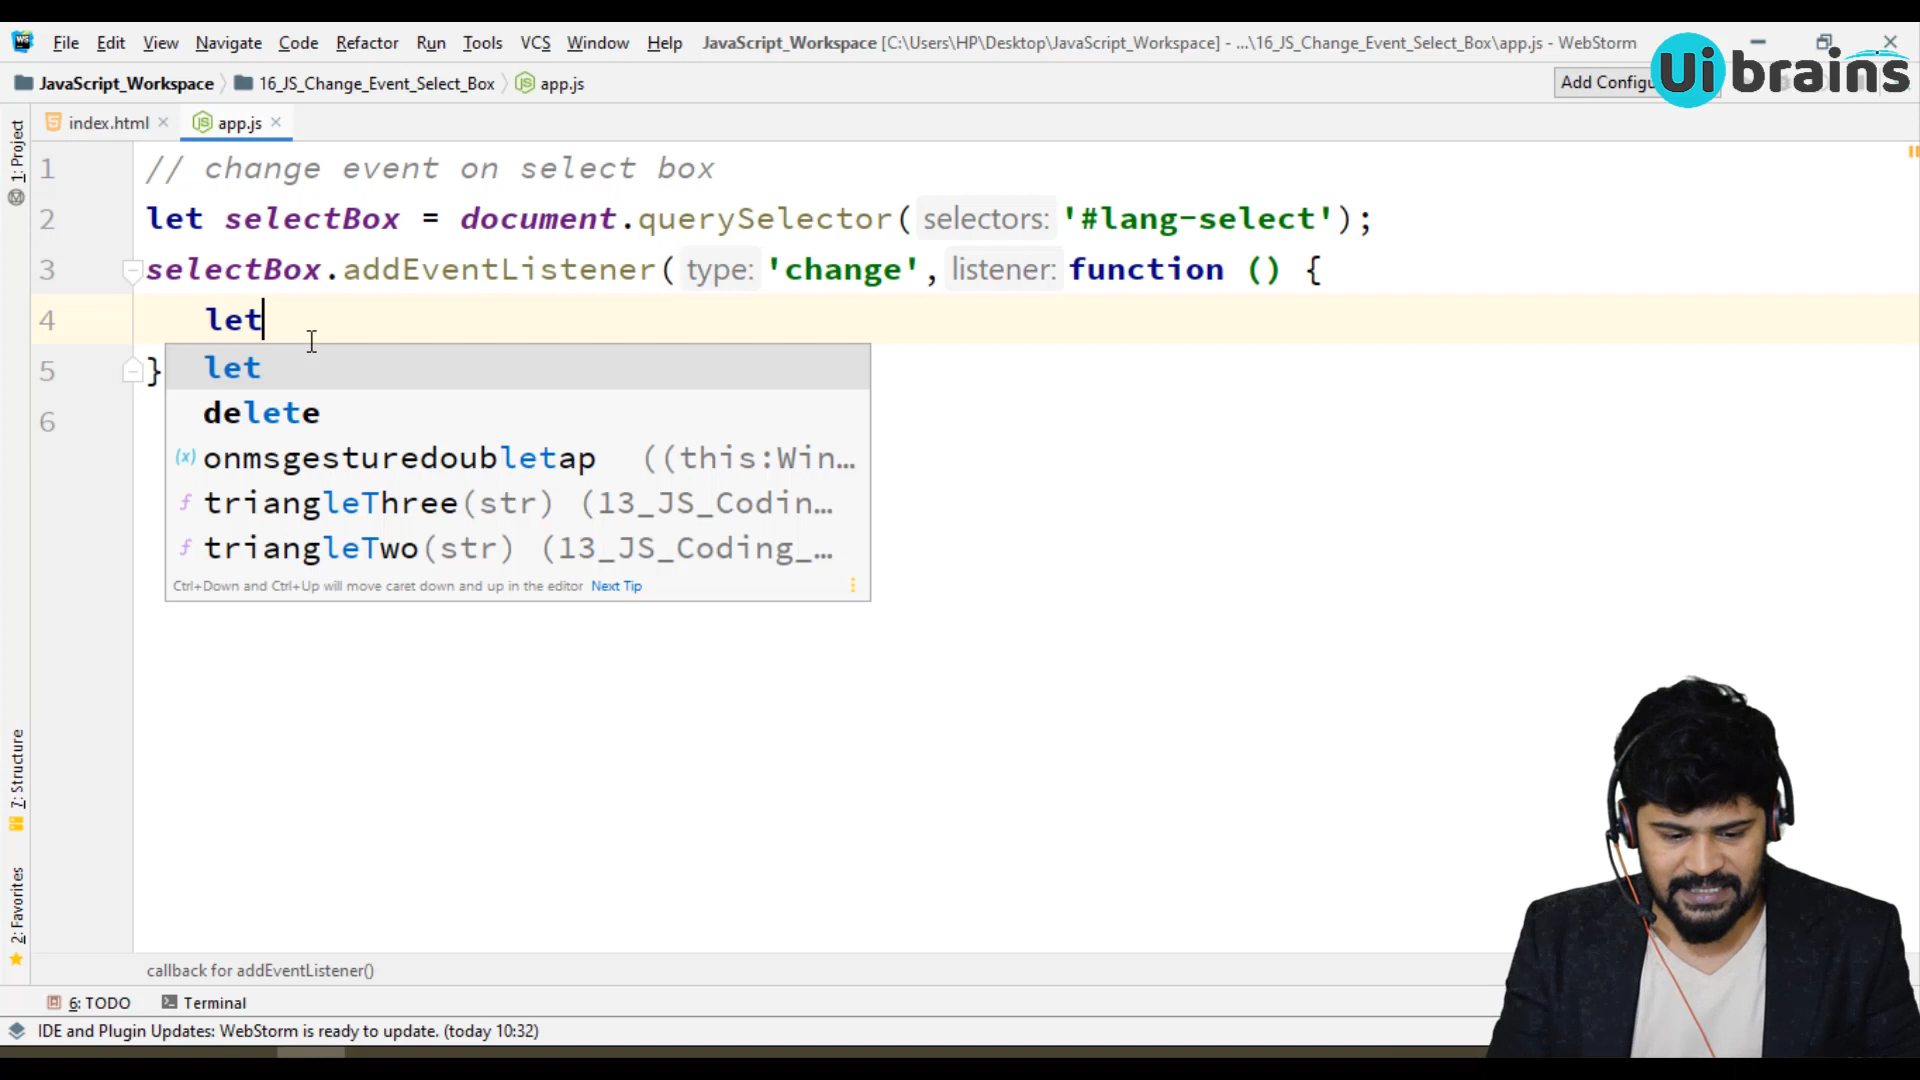 File Edit View Navigate Code Refactor Run Tools VCS Window Help JavaScript_Workspace [C:\Users\HP\Desktop\JavaScript_Workspace] - ...\16_JS_Change_Event_Select_Box\app.js - WebStorm
JavaScript_Workspace 16_JS_Change_Event_Select_Box app.js Add Configu
Ui brains
index.html app.js
1: Project
1 // change event on select box
2 let selectBox = document.querySelector( selectors: '#lang-select');
3 selectBox.addEventListener( type: 'change', listener: function () {
4 let
5 }
6
let
delete
onmsgesturedoubletap ((this:Win...
triangleThree(str) (13_JS_Codin...
triangleTwo(str) (13_JS_Coding_...
Ctrl+Down and Ctrl+Up will move caret down and up in the editor Next Tip
7: Structure
2: Favorites
callback for addEventListener()
6: TODO Terminal
IDE and Plugin Updates: WebStorm is ready to update. (today 10:32)